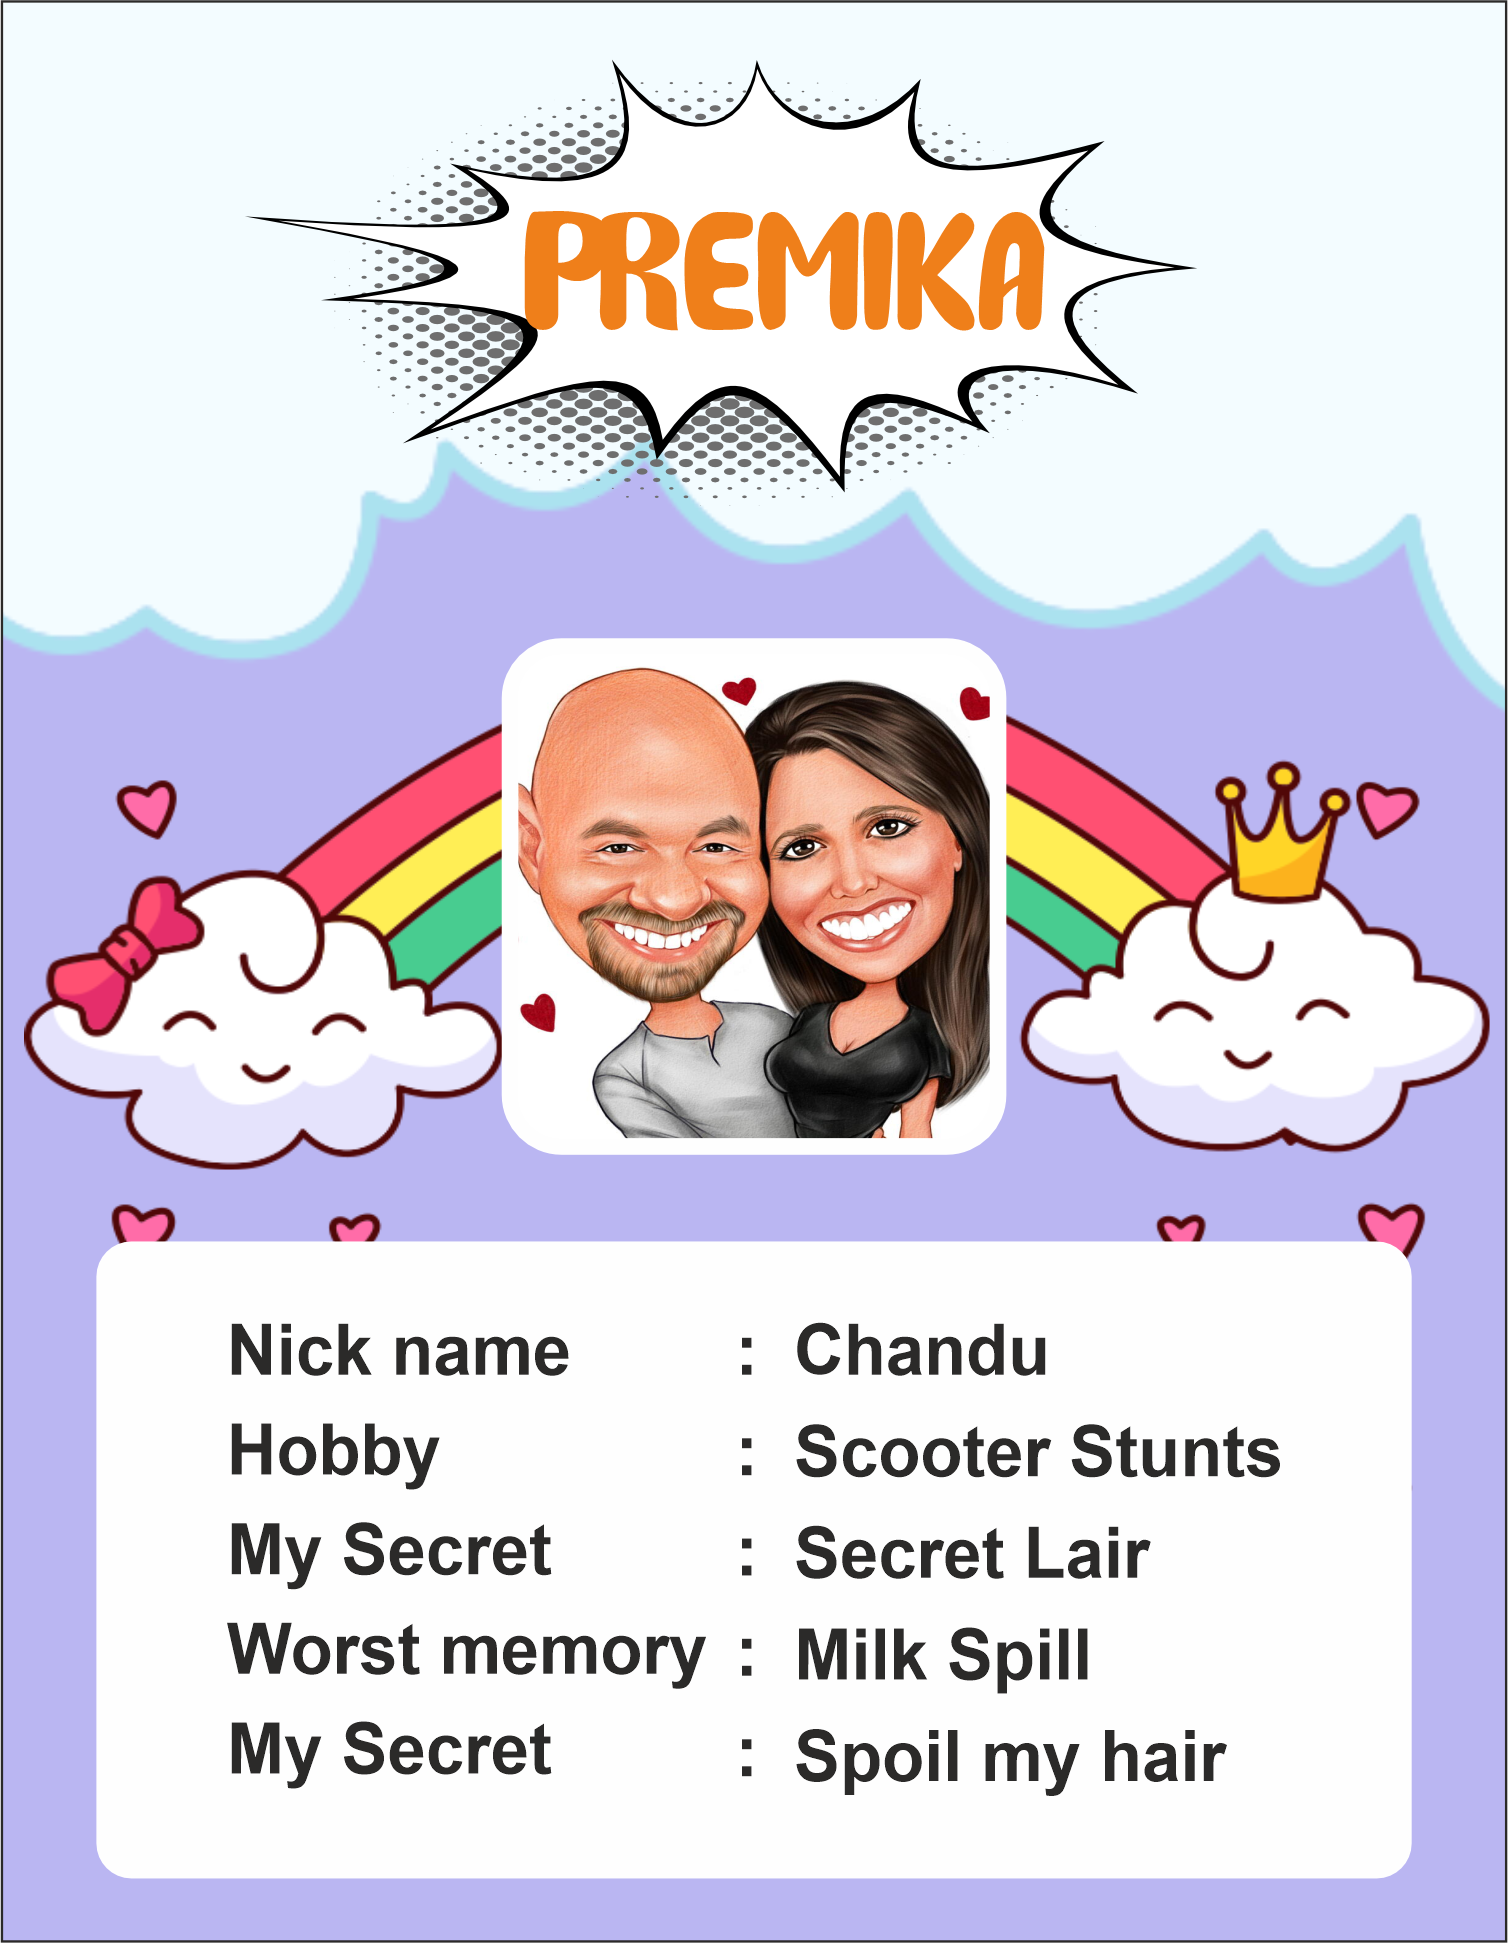 PREMIKA
Nick name : Chandu
Hobby : Scooter Stunts
My Secret : Secret Lair
Worst memory : Milk Spill
My Secret : Spoil my hair